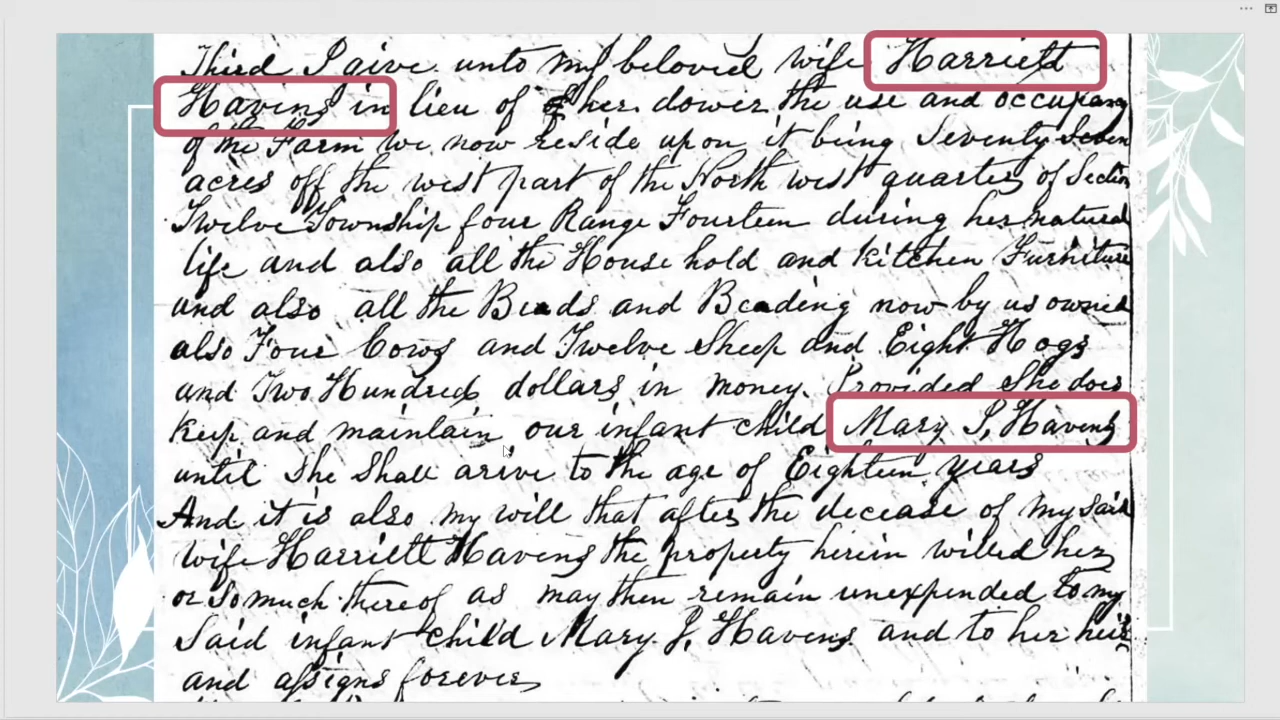 Third I give unto my beloved wife Harriett
Havens in lieu of her dower the use and occupancy
of the Farm we now reside upon it being Seventy Seven
acres off the west part of the North west quarter of Section
Twelve Township four Range Fourteen during her natural
life and also all the House hold and kitchen Furniture
and also all the Beads and Beading now by us owned
also Four Cows and Twelve Sheep and Eight Hogs
and Two Hundred dollars in money. Provided She does
keep and maintain our infant child Mary J, Havens
until She Shall arive to the age of Eighteen years
And it is also my will that after the decease of my said
wife Harriett Havens the property herein willed her
or So much thereof as may then remain unexpended to my
Said infant child Mary J, Havens and to her heirs
and assigns forever